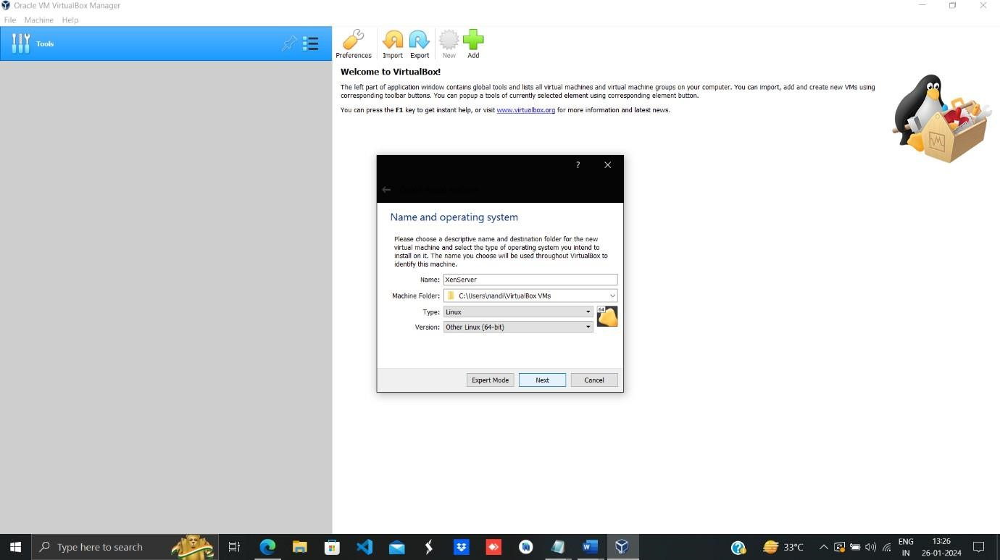 Oracle VM VirtualBox Manager
File Machine Help
Tools
Preferences Import Export New Add
Welcome to VirtualBox!
The left part of application window contains global tools and lists all virtual machines and virtual machine groups on your computer. You can import, add and create new VMs using
corresponding toolbar buttons. You can popup a tools of currently selected element using corresponding element button.
You can press the F1 key to get instant help, or visit www.virtualbox.org for more information and latest news.
?
Name and operating system
Please choose a descriptive name and destination folder for the new
virtual machine and select the type of operating system you intend to
install on it. The name you choose will be used throughout VirtualBox to
identify this machine.
Name: XenServer
Machine Folder: C:\Users\nandi\VirtualBox VMs
Type: Linux
64
Version: Other Linux (64-bit)
Expert Mode Next Cancel
Type here to search
33°C
ENG
IN
13:26
26-01-2024